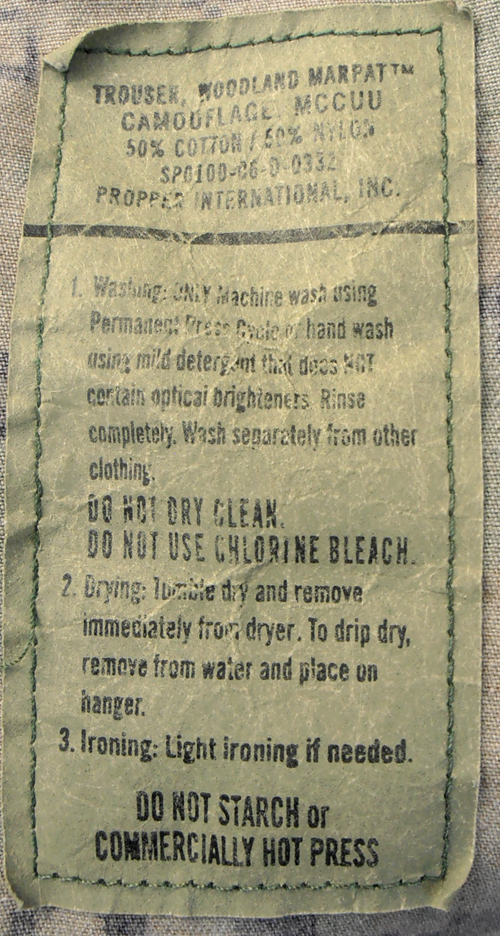 TROUSER, WOODLAND MARPAT™
CAMOUFLAGE MCCUU
50% COTTON / 50% NYLON
SPO100-06-D-0332
PROPPER INTERNATIONAL, INC.
1. Washing: ONLY Machine wash using
Permanent Press Cycle or hand wash
using mild detergent that does NOT
contain optical brighteners. Rinse
completely. Wash separately from other
clothing.
DO NOT DRY CLEAN.
DO NOT USE CHLORINE BLEACH.
2. Drying: Tumble dry and remove
immediately from dryer. To drip dry,
remove from water and place on
hanger.
3. Ironing: Light ironing if needed.
DO NOT STARCH or
COMMERCIALLY HOT PRESS